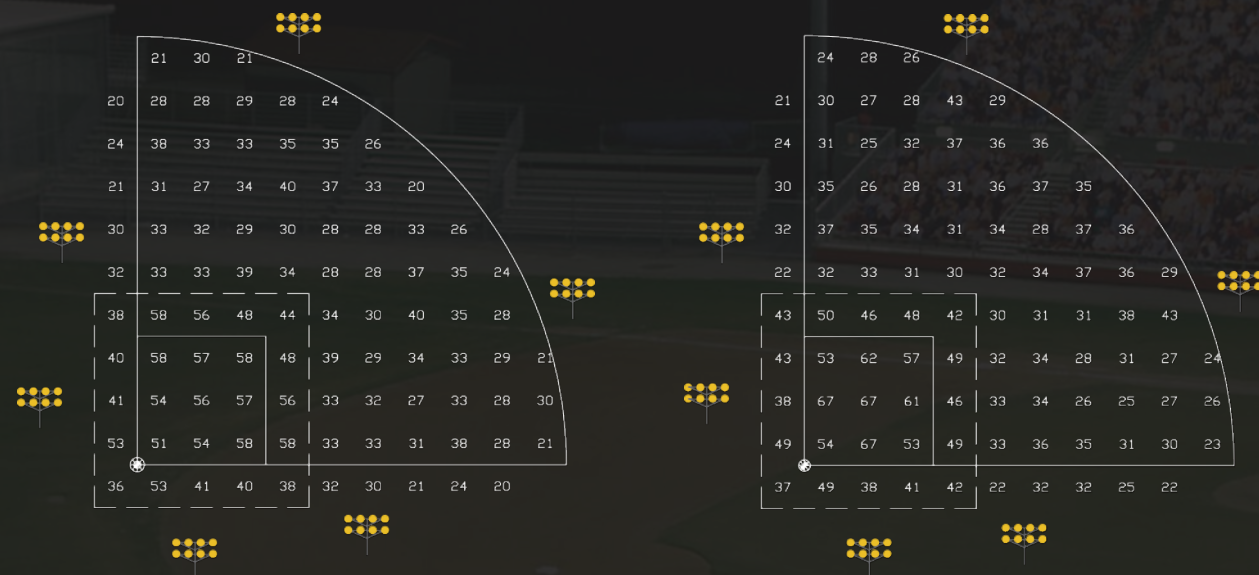 21 30 21
20 28 28 29 28 24
24 38 33 33 35 35 26
21 31 27 34 40 37 33 20
30 33 32 29 30 28 28 33 26
32 33 33 39 34 28 28 37 35 24
38 58 56 48 44 34 30 40 35 28
40 58 57 58 48 39 29 34 33 29 21
41 54 56 57 56 33 32 27 33 28 30
53 51 54 58 58 33 33 31 38 28 21
36 53 41 40 38 32 30 21 24 20
24 28 26
21 30 27 28 43 29
24 31 25 32 37 36 36
30 35 26 28 31 36 37 35
32 37 35 34 31 34 28 37 36
22 32 33 31 30 32 34 37 36 29
43 50 46 48 42 30 31 31 38 43
43 53 62 57 49 32 34 28 31 27 24
38 67 67 61 46 33 34 26 25 27 26
49 54 67 53 49 33 36 35 31 30 23
37 49 38 41 42 22 32 32 25 22